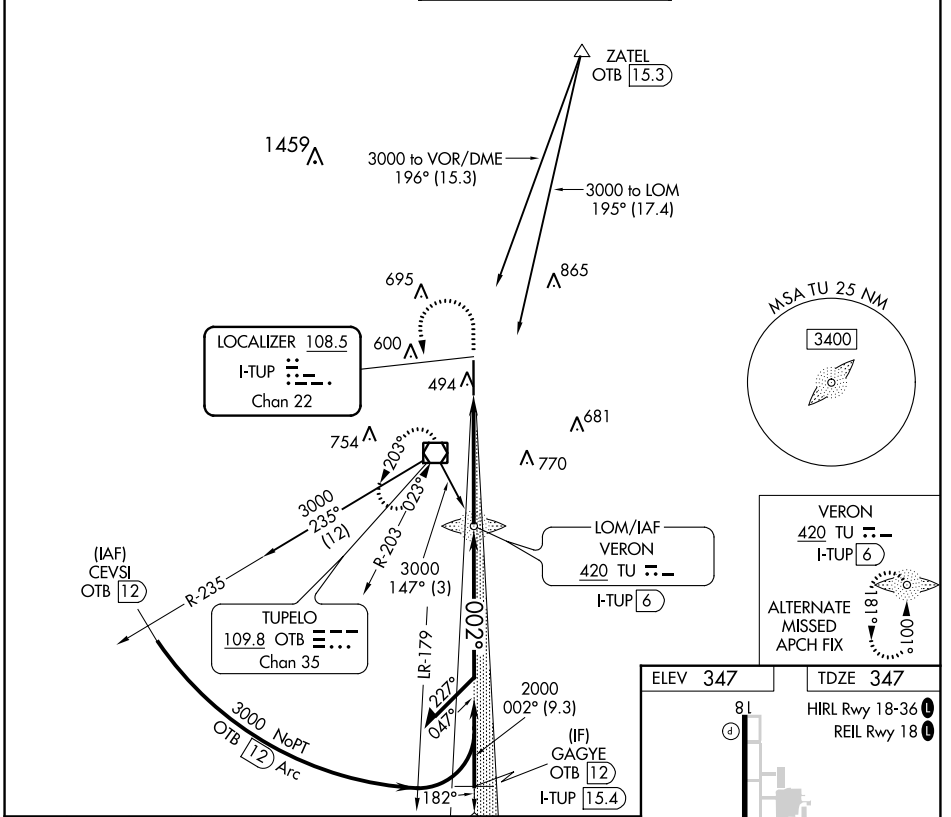 ZATEL
OTB 15.3
1459
3000 to VOR/DME
196° (15.3)
3000 to LOM
195° (17.4)
865
695
MSA TU 25 NM
3400
LOCALIZER 108.5
I-TUP
Chan 22
600
494
681
754
770
203°
023°
3000
235°
(12)
R-203
3000
147° (3)
LOM/IAF
VERON
420 TU
I-TUP 6
VERON
420 TU
I-TUP 6
ALTERNATE
MISSED
APCH FIX
181°
001°
(IAF)
CEVSI
OTB 12
R-235
TUPELO
109.8 OTB
Chan 35
LR-179
002°
227°
047°
2000
002° (9.3)
3000 NoPT
OTB 12 Arc
(IF)
GAGYE
OTB 12
I-TUP 15.4
182°
ELEV 347
TDZE 347
HIRL Rwy 18-36 L
REIL Rwy 18 L
18
P